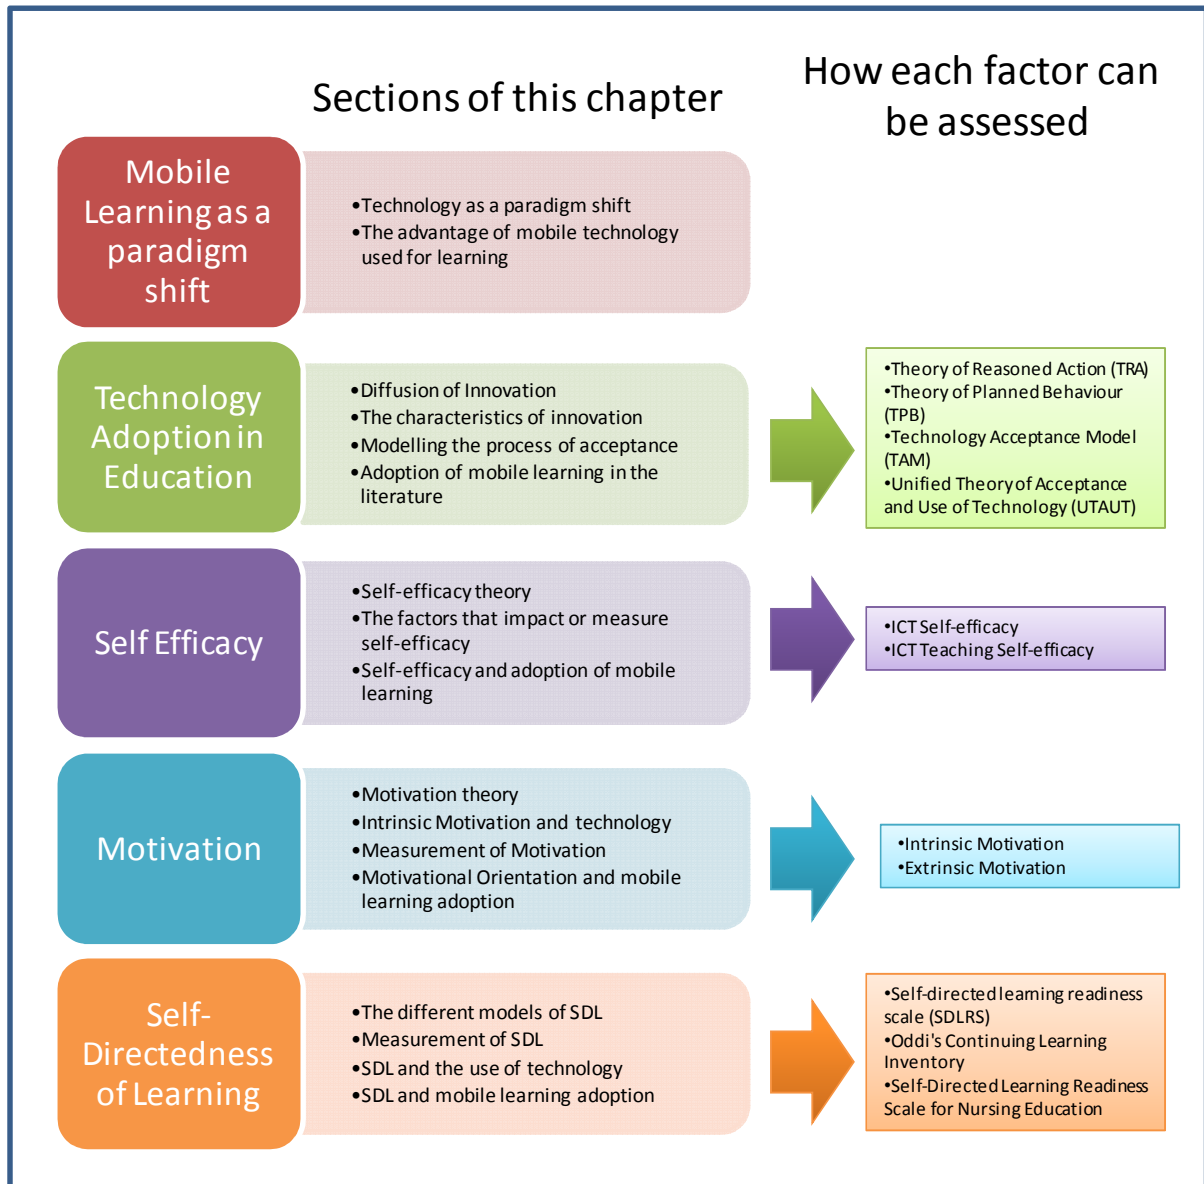 Sections of this chapter
How each factor can
be assessed
Mobile
Learning as a
paradigm
shift
•Technology as a paradigm shift
•The advantage of mobile technology
used for learning
Technology
Adoption in
Education
•Diffusion of Innovation
•The characteristics of innovation
•Modelling the process of acceptance
•Adoption of mobile learning in the
literature
•Theory of Reasoned Action (TRA)
•Theory of Planned Behaviour
(TPB)
•Technology Acceptance Model
(TAM)
•Unified Theory of Acceptance
and Use of Technology (UTAUT)
Self Efficacy
•Self-efficacy theory
•The factors that impact or measure
self-efficacy
•Self-efficacy and adoption of mobile
learning
•ICT Self-efficacy
•ICT Teaching Self-efficacy
Motivation
•Motivation theory
•Intrinsic Motivation and technology
•Measurement of Motivation
•Motivational Orientation and mobile
learning adoption
•Intrinsic Motivation
•Extrinsic Motivation
Self-
Directedness
of Learning
•The different models of SDL
•Measurement of SDL
•SDL and the use of technology
•SDL and mobile learning adoption
•Self-directed learning readiness
scale (SDLRS)
•Oddi's Continuing Learning
Inventory
•Self-Directed Learning Readiness
Scale for Nursing Education